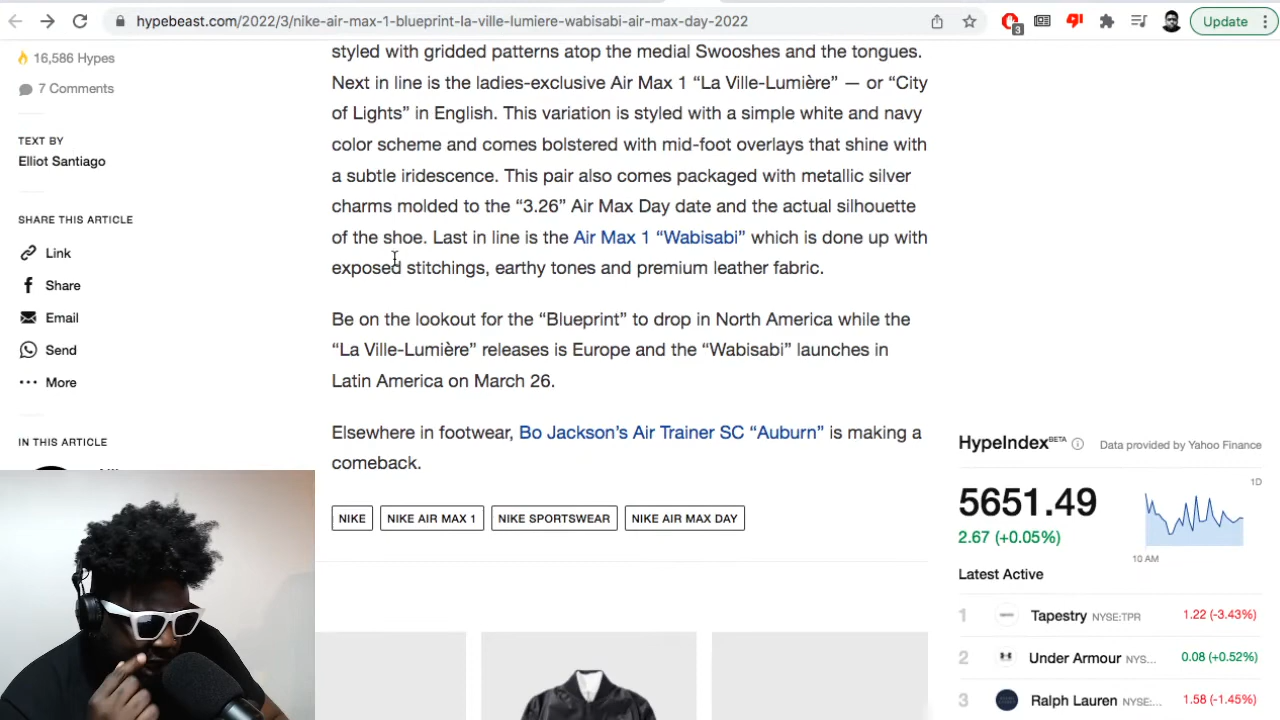 hypebeast.com/2022/3/nike-air-max-1-blueprint-la-ville-lumiere-wabisabi-air-max-day-2022
3
Update
16,586 Hypes
7 Comments
TEXT BY
Elliot Santiago
SHARE THIS ARTICLE
Link
Share
Email
Send
More
IN THIS ARTICLE
styled with gridded patterns atop the medial Swooshes and the tongues.
Next in line is the ladies-exclusive Air Max 1 “La Ville-Lumière” — or “City
of Lights” in English. This variation is styled with a simple white and navy
color scheme and comes bolstered with mid-foot overlays that shine with
a subtle iridescence. This pair also comes packaged with metallic silver
charms molded to the “3.26” Air Max Day date and the actual silhouette
of the shoe. Last in line is the Air Max 1 “Wabisabi” which is done up with
exposed stitchings, earthy tones and premium leather fabric.
Be on the lookout for the “Blueprint” to drop in North America while the
“La Ville-Lumière” releases is Europe and the “Wabisabi” launches in
Latin America on March 26.
Elsewhere in footwear, Bo Jackson’s Air Trainer SC “Auburn” is making a
comeback.
NIKE NIKE AIR MAX 1 NIKE SPORTSWEAR NIKE AIR MAX DAY
HypeIndex BETA Data provided by Yahoo Finance
5651.49
2.67 (+0.05%)
1D
10 AM
Latest Active
1 Tapestry NYSE:TPR 1.22 (-3.43%)
2 Under Armour NYS... 0.08 (+0.52%)
3 Ralph Lauren NYSE:... 1.58 (-1.45%)